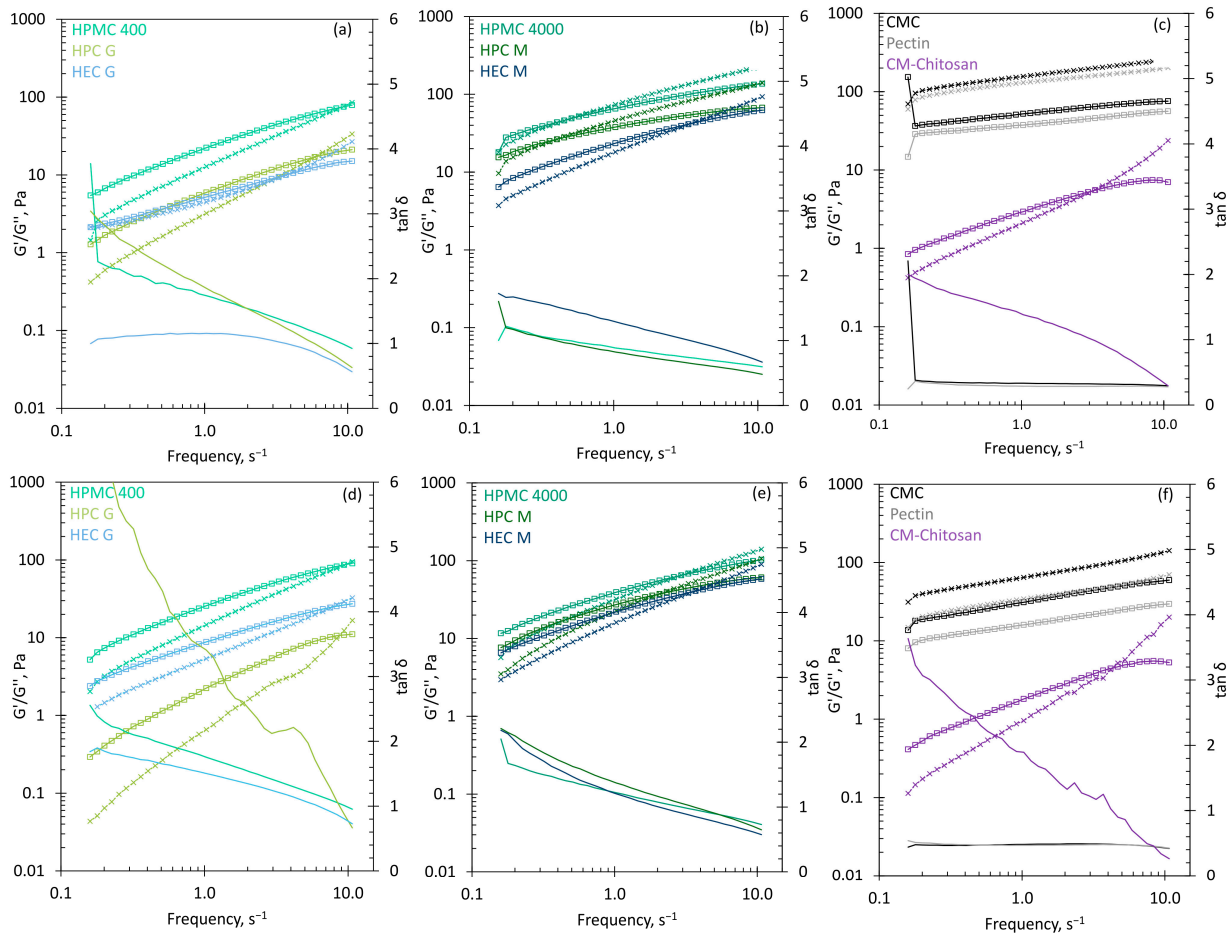 1000
100
10
1
0.1
0.01
G'/G'', Pa
HPMC 400
HPC G
HEC G
(a)
6
5
4
3
2
1
0
tan δ
0.1
1.0
10.0
Frequency, s⁻¹
1000
100
10
1
0.1
0.01
G'/G'', Pa
HPMC 4000
HPC M
HEC M
(b)
6
5
4
3
2
1
0
tan δ
0.1
1.0
10.0
Frequency, s⁻¹
1000
100
10
1
0.1
0.01
G'/G'', Pa
CMC
Pectin
CM-Chitosan
(c)
6
5
4
3
2
1
0
tan δ
0.1
1.0
10.0
Frequency, s⁻¹
1000
100
10
1
0.1
0.01
G'/G'', Pa
HPMC 400
HPC G
HEC G
(d)
6
5
4
3
2
1
0
tan δ
0.1
1.0
10.0
Frequency, s⁻¹
1000
100
10
1
0.1
0.01
G'/G'', Pa
HPMC 4000
HPC M
HEC M
(e)
6
5
4
3
2
1
0
tan δ
0.1
1.0
10.0
Frequency, s⁻¹
1000
100
10
1
0.1
0.01
G'/G'', Pa
CMC
Pectin
CM-Chitosan
(f)
6
5
4
3
2
1
0
tan δ
0.1
1.0
10.0
Frequency, s⁻¹